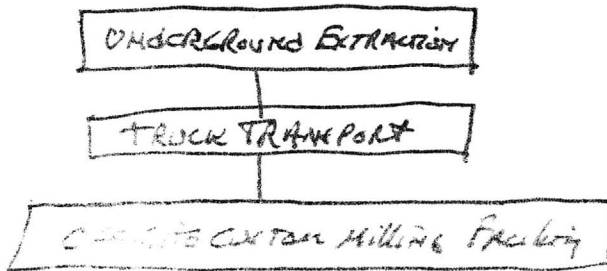 UNDERGROUND EXTRACTION
TRUCK TRANSPORT
CUSTOM MILLING FACILITY